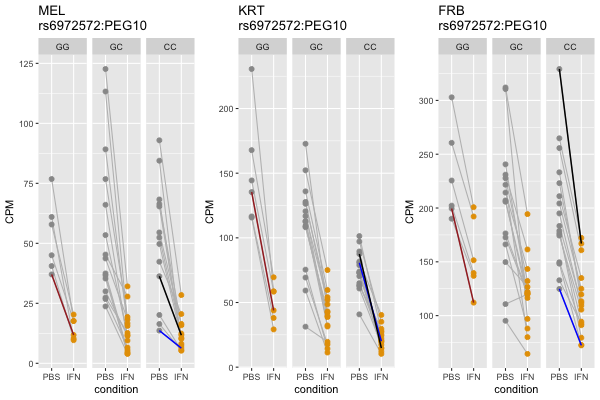 MEL
rs6972572:PEG10
GG GC CC
CPM
125
100
75
50
25
0
PBS IFN PBS IFN PBS IFN
condition
KRT
rs6972572:PEG10
GG GC CC
CPM
200
150
100
50
0
PBS IFN PBS IFN PBS IFN
condition
FRB
rs6972572:PEG10
GG GC CC
CPM
300
250
200
150
100
PBS IFN PBS IFN PBS IFN
condition